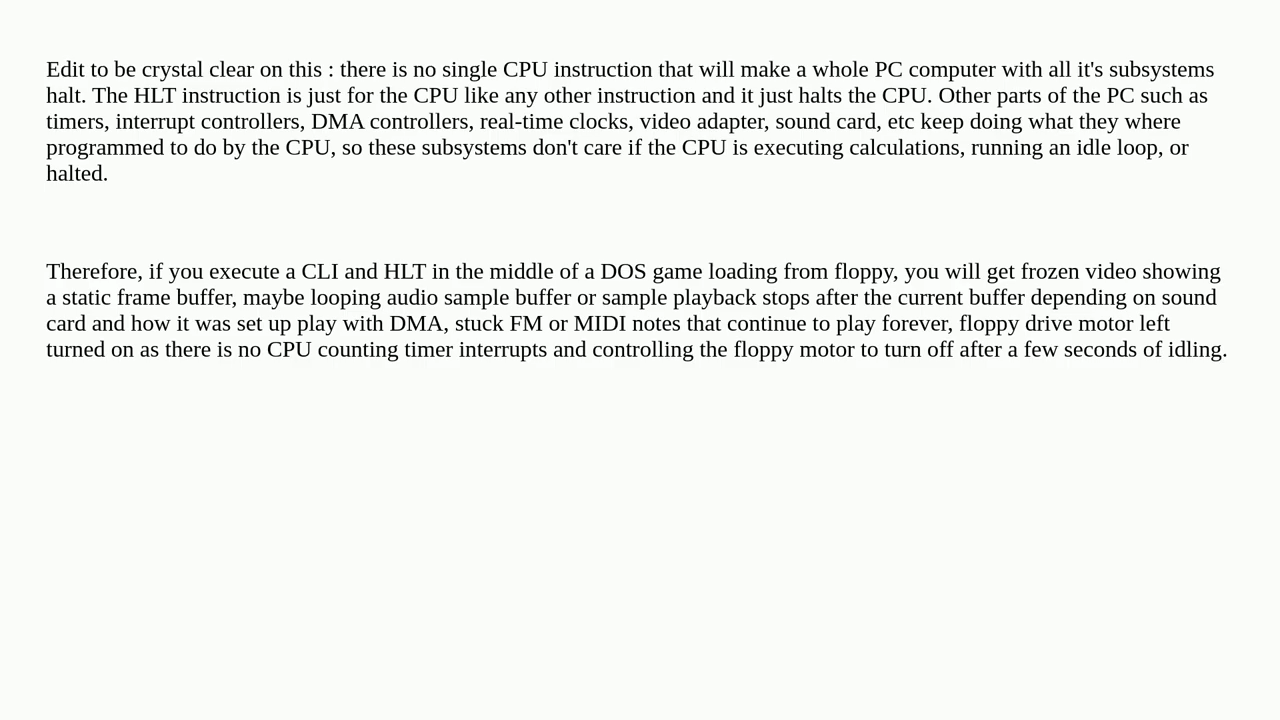 Edit to be crystal clear on this : there is no single CPU instruction that will make a whole PC computer with all it's subsystems
halt. The HLT instruction is just for the CPU like any other instruction and it just halts the CPU. Other parts of the PC such as
timers, interrupt controllers, DMA controllers, real-time clocks, video adapter, sound card, etc keep doing what they where
programmed to do by the CPU, so these subsystems don't care if the CPU is executing calculations, running an idle loop, or
halted.
Therefore, if you execute a CLI and HLT in the middle of a DOS game loading from floppy, you will get frozen video showing
a static frame buffer, maybe looping audio sample buffer or sample playback stops after the current buffer depending on sound
card and how it was set up play with DMA, stuck FM or MIDI notes that continue to play forever, floppy drive motor left
turned on as there is no CPU counting timer interrupts and controlling the floppy motor to turn off after a few seconds of idling.